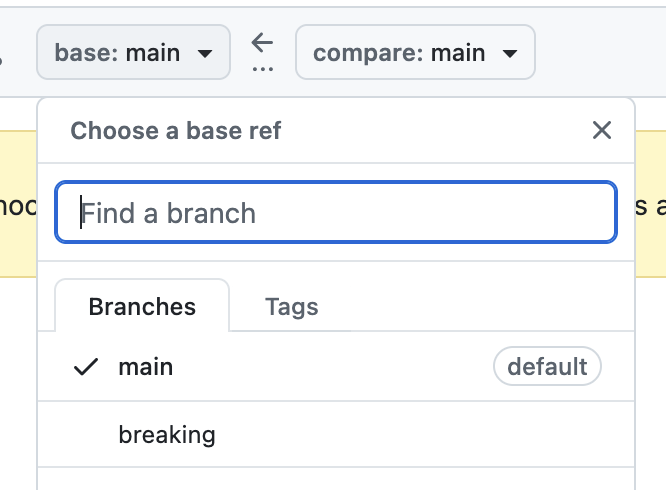 base: main compare: main
Choose a base ref
Find a branch
Branches Tags
main default
breaking